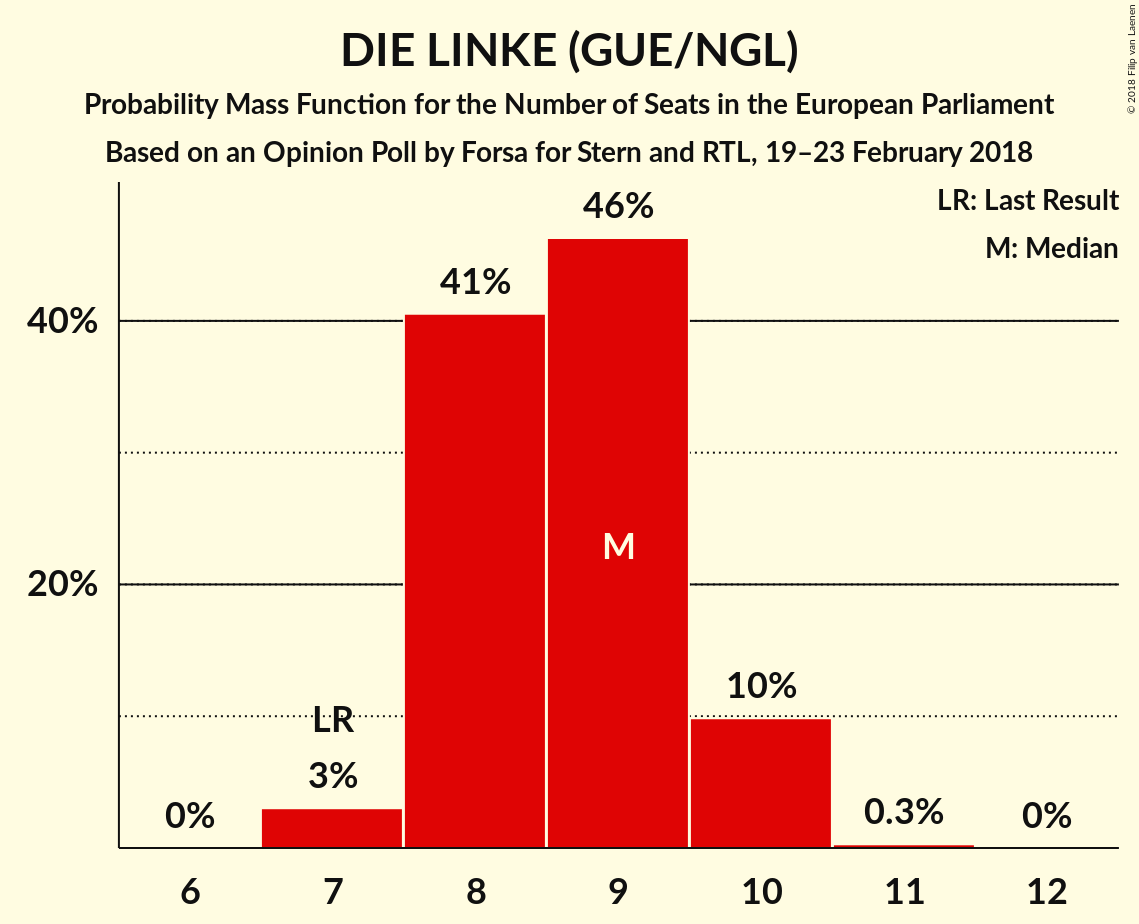 DIE LINKE (GUE/NGL)
Probability Mass Function for the Number of Seats in the European Parliament
Based on an Opinion Poll by Forsa for Stern and RTL, 19–23 February 2018
© 2018 Filip van Laenen
LR: Last Result
M: Median
46%
41%
40%
M
20%
10%
LR
3%
0%
0.3%
0%
6 7 8 9 10 11 12